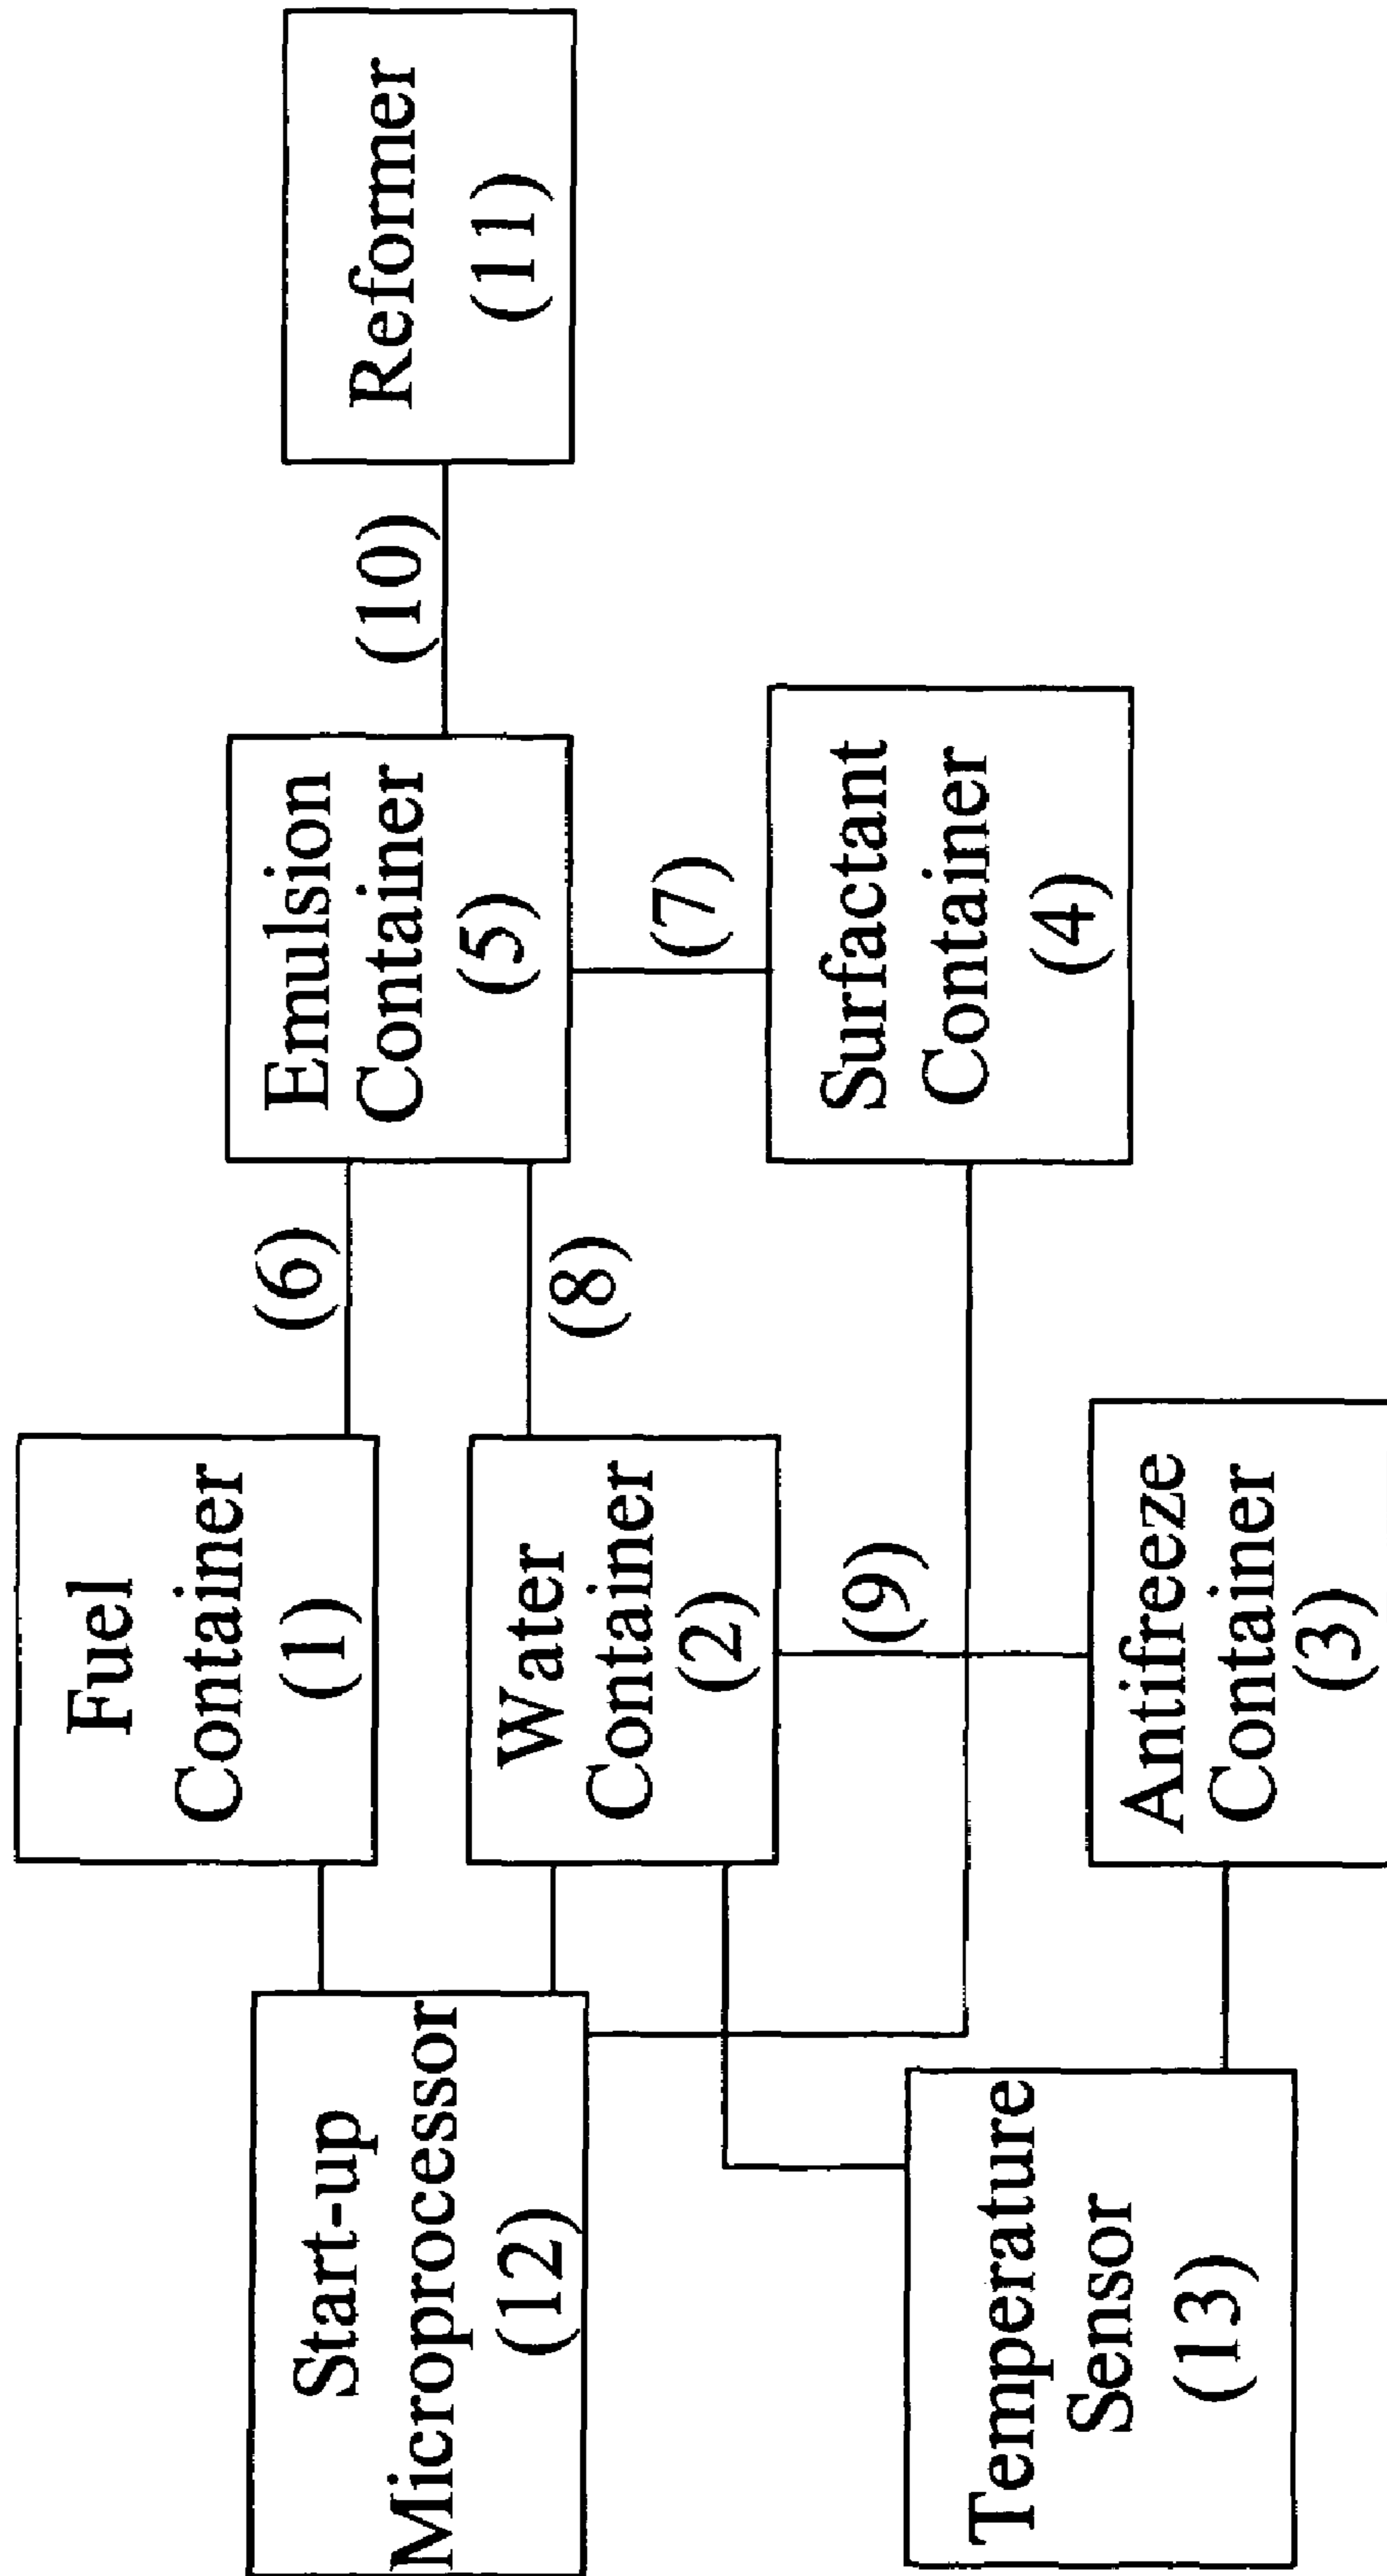 Fuel
Container
(1)
(6)
Emulsion
Container
(5)
(10)
Reformer
(11)
Start-up
Microprocessor
(12)
Water
Container
(2)
(8)
(7)
Surfactant
Container
(4)
(9)
Temperature
Sensor
(13)
Antifreeze
Container
(3)